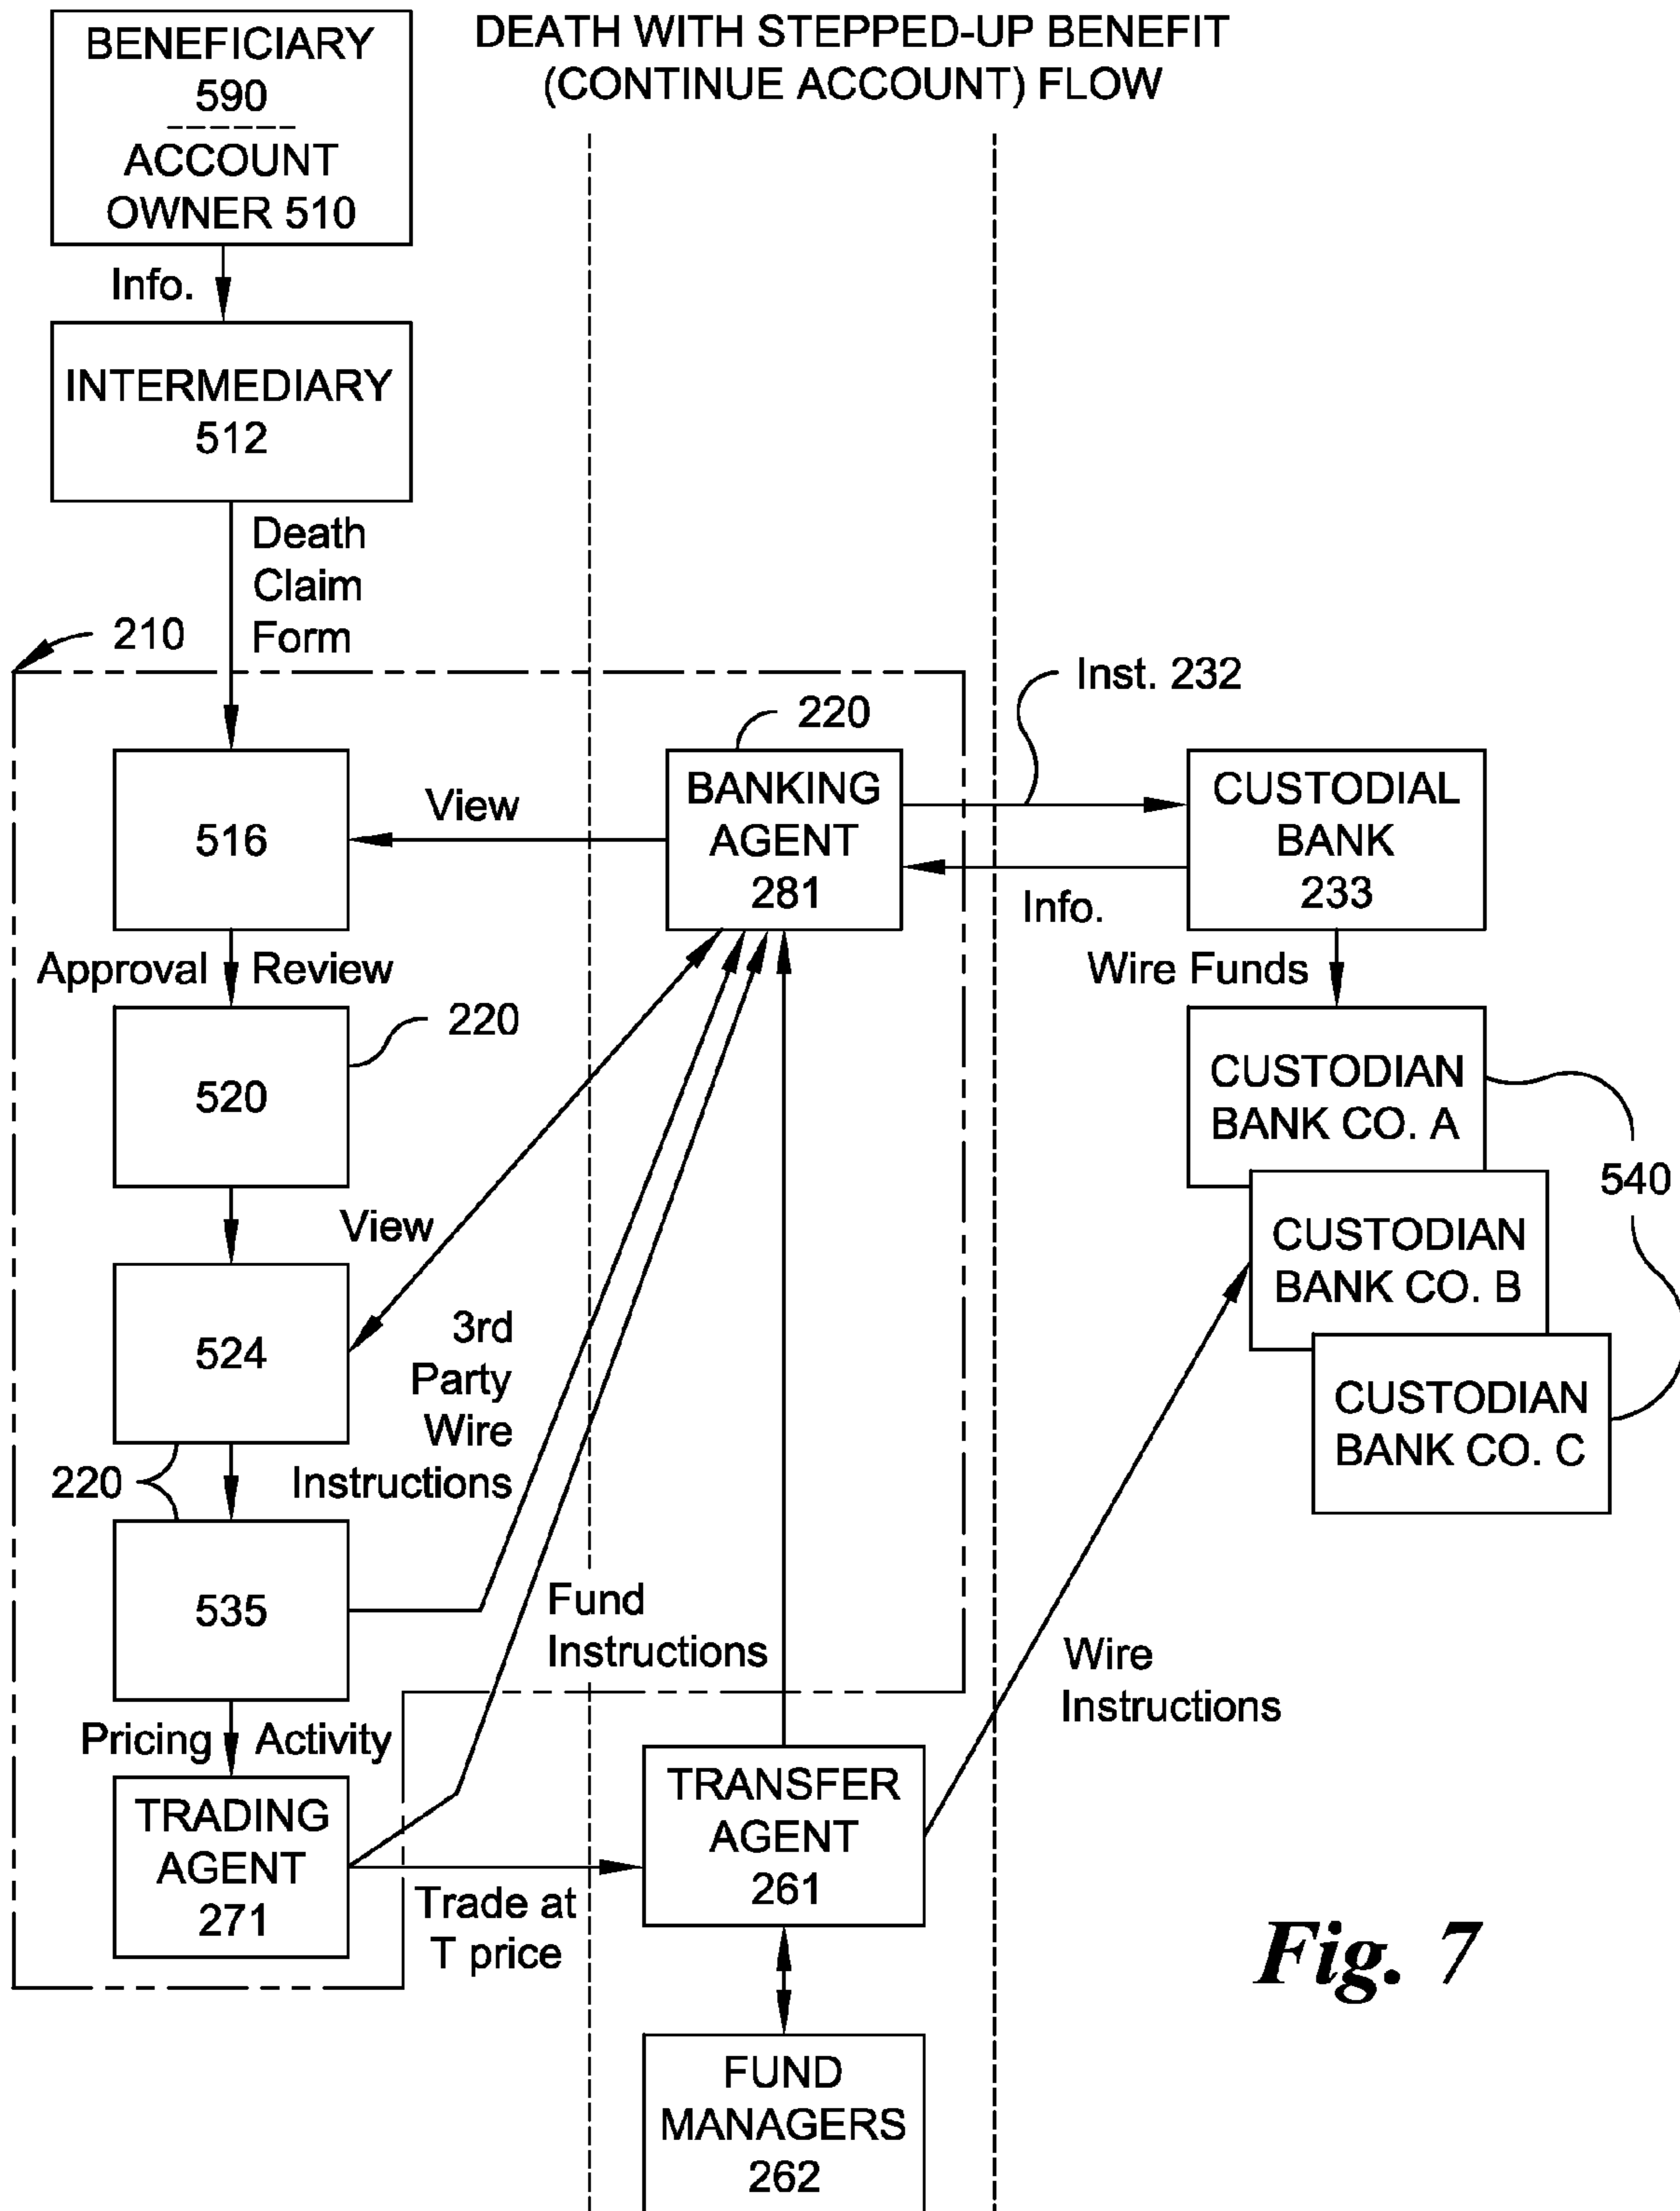 DEATH WITH STEPPED-UP BENEFIT
(CONTINUE ACCOUNT) FLOW
BENEFICIARY
590
ACCOUNT
OWNER 510
Info.
INTERMEDIARY
512
Death
Claim
Form
210
516
View
220
BANKING
AGENT
281
Inst. 232
Info.
CUSTODIAL
BANK
233
Approval
Review
Wire Funds
520
220
CUSTODIAN
BANK CO. A
CUSTODIAN
BANK CO. B
CUSTODIAN
BANK CO. C
540
View
524
3rd
Party
Wire
Instructions
220
535
Fund
Instructions
Wire
Instructions
Pricing
Activity
TRADING
AGENT
271
Trade at
T price
TRANSFER
AGENT
261
FUND
MANAGERS
262
Fig. 7